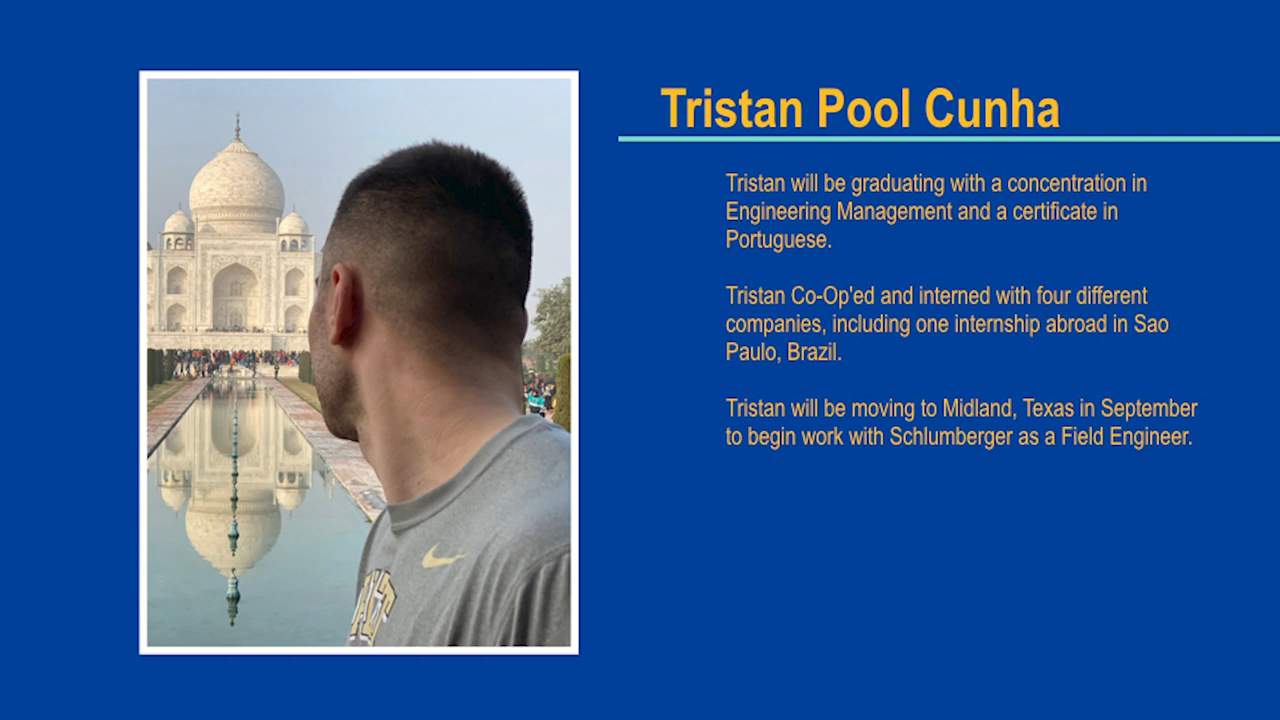 Tristan Pool Cunha
Tristan will be graduating with a concentration in
Engineering Management and a certificate in
Portuguese.
Tristan Co-Op'ed and interned with four different
companies, including one internship abroad in Sao
Paulo, Brazil.
Tristan will be moving to Midland, Texas in September
to begin work with Schlumberger as a Field Engineer.